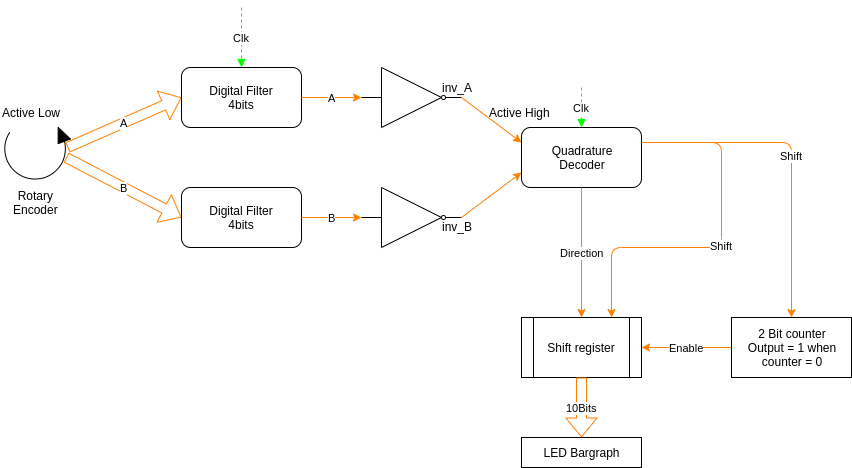 Clk
Digital Filter
4bits
A
inv_A
Active High
Active Low
A
Clk
Quadrature
Decoder
Shift
B
Rotary
Encoder
Digital Filter
4bits
B
inv_B
Direction
Shift
Shift register
Enable
2 Bit counter
Output = 1 when
counter = 0
10Bits
LED Bargraph